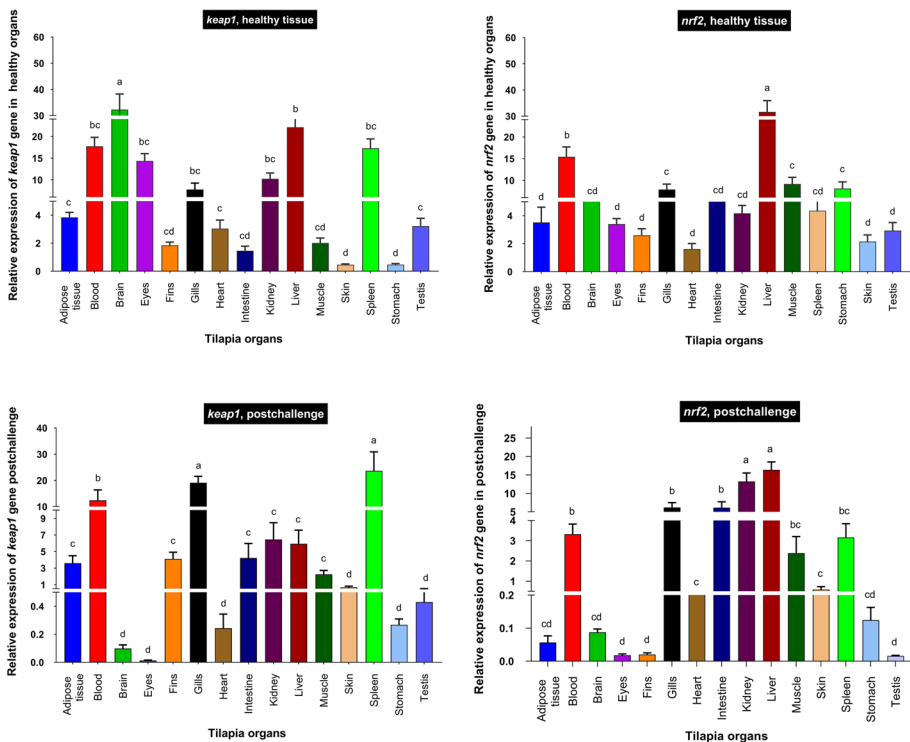 keap1, healthy tissue
Relative expression of keap1 gene in healthy organs
60
50
40
30
20
15
10
5
4
2
0
c
bc
a
bc
cd
bc
c
cd
bc
b
cd
d
bc
d
c
Adipose
tissue
Blood
Brain
Eyes
Fins
Gills
Heart
Intestine
Kidney
Liver
Muscle
Skin
Spleen
Stomach
Testis
Tilapia organs
nrf2, healthy tissue
Relative expression of nrf2 gene in healthy organs
60
50
40
30
20
15
10
5
4
2
0
d
b
cd
d
d
c
d
cd
cd
a
c
cd
c
d
d
Adipose
tissue
Blood
Brain
Eyes
Fins
Gills
Heart
Intestine
Kidney
Liver
Muscle
Spleen
Stomach
Skin
Testis
Tilapia organs
keap1, postchallenge
Relative expression of keap1 gene postchallenge
40
30
20
10
9
7
5
3
1
0.4
0.2
0.0
c
b
d
d
c
a
d
c
c
c
c
d
a
d
d
Adipose
tissue
Blood
Brain
Eyes
Fins
Gills
Heart
Intestine
Kidney
Liver
Muscle
Skin
Spleen
Stomach
Testis
Tilapia organs
nrf2, postchallenge
Relative expression of nrf2 gene in postchallenge
25
20
15
10
5
4
3
2
1
0.2
0.1
0.0
cd
b
cd
d
d
b
c
b
a
a
bc
c
bc
cd
d
Adipose
tissue
Blood
Brain
Eyes
Fins
Gills
Heart
Intestine
Kidney
Liver
Muscle
Skin
Spleen
Stomach
Testis
Tilapia organs